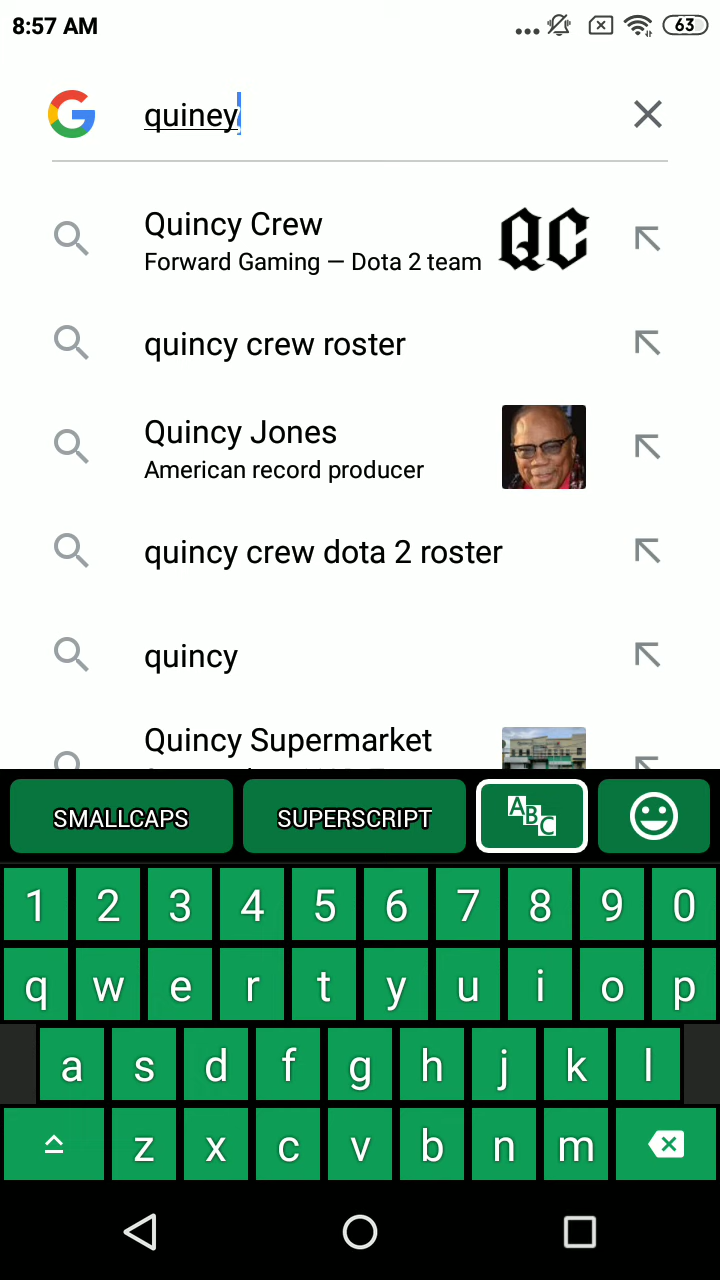 8:57 AM
63
quiney
Quincy Crew
Forward Gaming — Dota 2 team
QC
quincy crew roster
Quincy Jones
American record producer
quincy crew dota 2 roster
quincy
Quincy Supermarket
SMALLCAPS
SUPERSCRIPT
ABC
1 2 3 4 5 6 7 8 9 0
q w e r t y u i o p
a s d f g h j k l
z x c v b n m